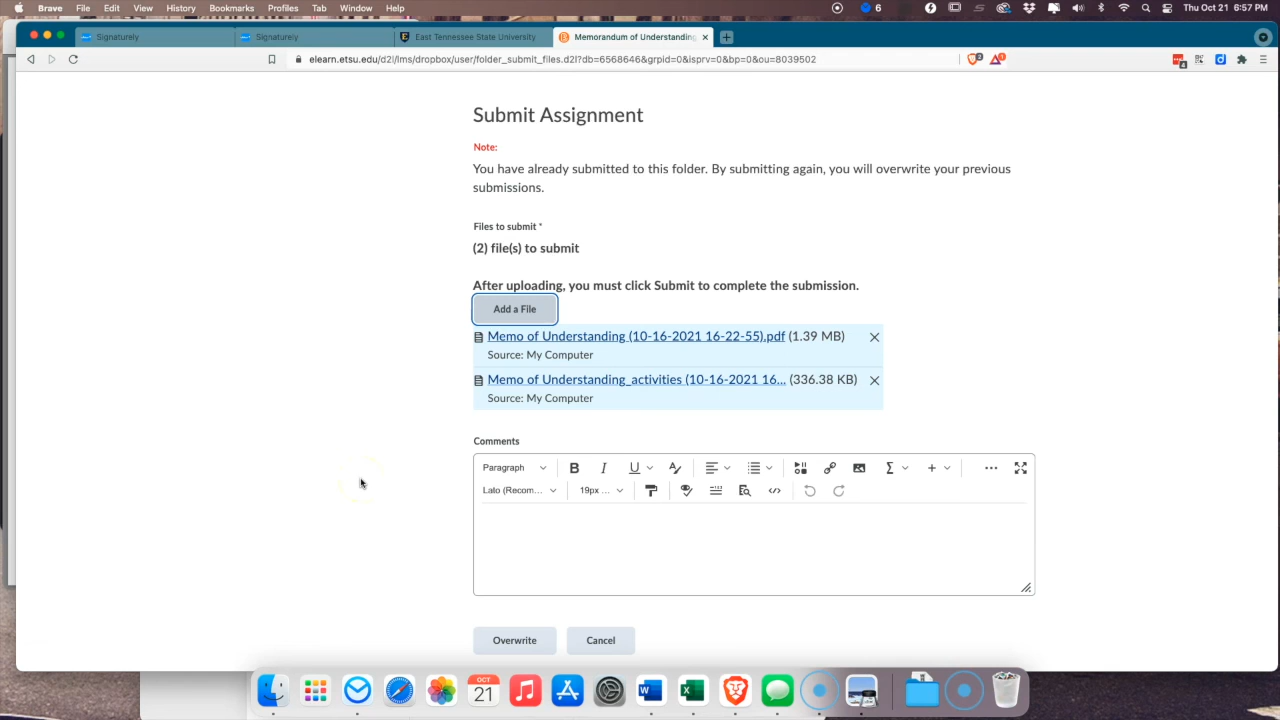 Brave File Edit View History Bookmarks Profiles Tab Window Help
Signaturely
Signaturely
East Tennessee State University
Memorandum of Understanding
elearn.etsu.edu/d2l/lms/dropbox/user/folder_submit_files.d2l?db=6568646&grpid=0&isprv=0&bp=0&ou=8039502
Submit Assignment
Note:
You have already submitted to this folder. By submitting again, you will overwrite your previous
submissions.
Files to submit *
(2) file(s) to submit
After uploading, you must click Submit to complete the submission.
Add a File
Memo of Understanding (10-16-2021 16-22-55).pdf (1.39 MB)
Source: My Computer
Memo of Understanding_activities (10-16-2021 16... (336.38 KB)
Source: My Computer
Comments
Paragraph B I U
Lato (Recom... 19px ...
Overwrite Cancel
OCT
21